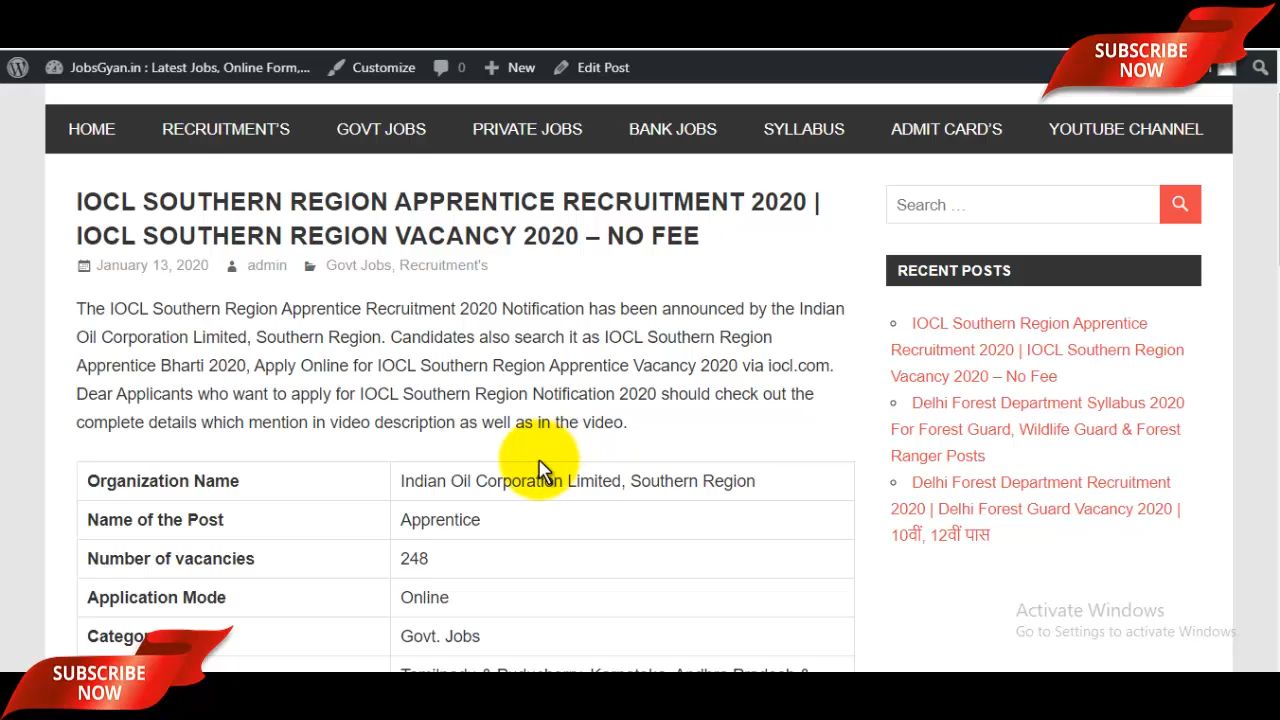 SUBSCRIBE
NOW
JobsGyan.in : Latest Jobs, Online Form,... Customize 0 New Edit Post
HOME RECRUITMENT'S GOVT JOBS PRIVATE JOBS BANK JOBS SYLLABUS ADMIT CARD'S YOUTUBE CHANNEL
IOCL SOUTHERN REGION APPRENTICE RECRUITMENT 2020 |
IOCL SOUTHERN REGION VACANCY 2020 – NO FEE
January 13, 2020 admin Govt Jobs, Recruitment's
The IOCL Southern Region Apprentice Recruitment 2020 Notification has been announced by the Indian
Oil Corporation Limited, Southern Region. Candidates also search it as IOCL Southern Region
Apprentice Bharti 2020, Apply Online for IOCL Southern Region Apprentice Vacancy 2020 via iocl.com.
Dear Applicants who want to apply for IOCL Southern Region Notification 2020 should check out the
complete details which mention in video description as well as in the video.
Organization Name Indian Oil Corporation Limited, Southern Region
Name of the Post Apprentice
Number of vacancies 248
Application Mode Online
Category Govt. Jobs
Tamilnadu & Puducherry, Karnataka, Andhra Pradesh &
Search …
RECENT POSTS
IOCL Southern Region Apprentice
Recruitment 2020 | IOCL Southern Region
Vacancy 2020 – No Fee
Delhi Forest Department Syllabus 2020
For Forest Guard, Wildlife Guard & Forest
Ranger Posts
Delhi Forest Department Recruitment
2020 | Delhi Forest Guard Vacancy 2020 |
10वीं, 12वीं पास
Activate Windows
Go to Settings to activate Windows.
SUBSCRIBE
NOW